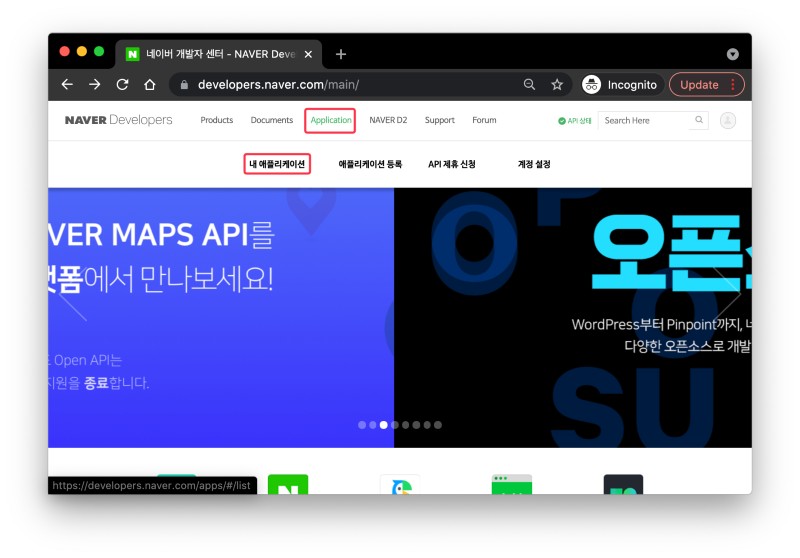 네이버 개발자 센터 - NAVER Deve
developers.naver.com/main/
Incognito
Update
NAVER Developers
Products
Documents
Application
NAVER D2
Support
Forum
API 상태
Search Here
내 애플리케이션
애플리케이션 등록
API 제휴 신청
계정 설정
VER MAPS API를
폼에서 만나보세요!
Open API는
지원을 종료합니다.
오픈소
WordPress부터 Pinpoint까지, 네
다양한 오픈소스로 개발
https://developers.naver.com/apps/#/list